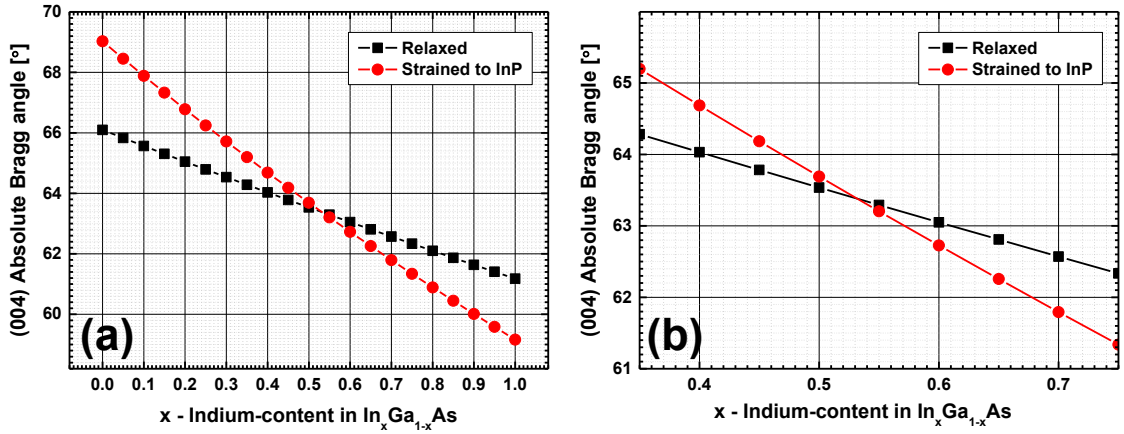 (004) Absolute Bragg angle [°]
70
68
66
64
62
60
Relaxed
Strained to InP
(a)
0.0 0.1 0.2 0.3 0.4 0.5 0.6 0.7 0.8 0.9 1.0
x - Indium-content in InₓGa₁₋ₓAs
(004) Absolute Bragg angle [°]
65
64
63
62
61
Relaxed
Strained to InP
(b)
0.4 0.5 0.6 0.7
x - Indium-content in InₓGa₁₋ₓAs